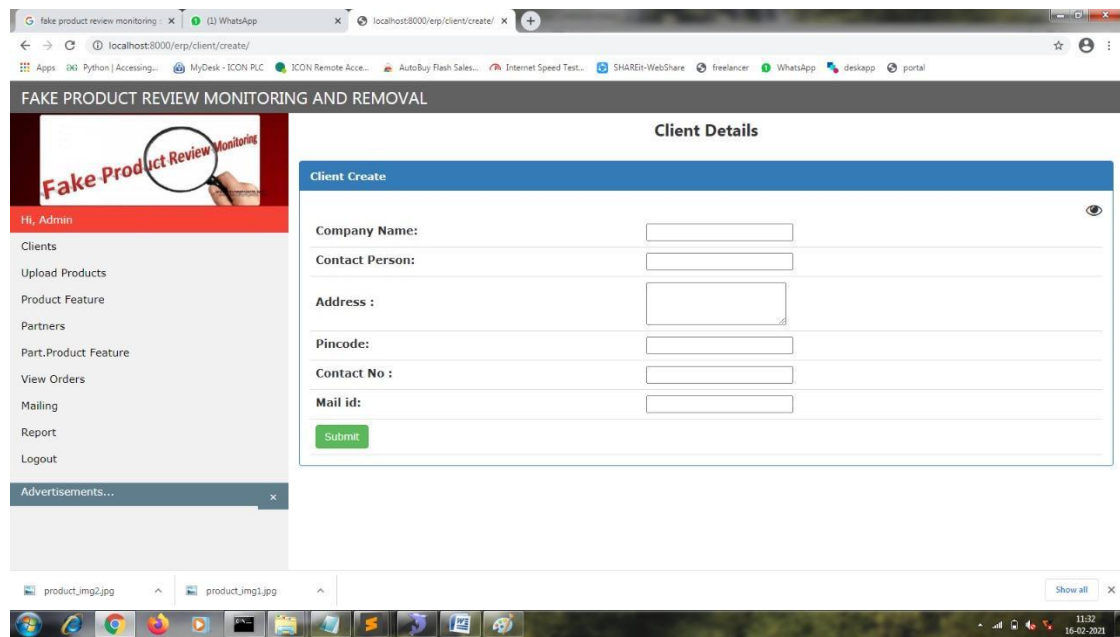 fake product review monitoring
(1) WhatsApp
localhost:8000/erp/client/create/
localhost:8000/erp/client/create/
Apps
Python | Accessing...
MyDesk - ICON PLC
ICON Remote Acce...
AutoBuy Flash Sales...
Internet Speed Test...
SHAREit-WebShare
freelancer
WhatsApp
deskapp
portal
FAKE PRODUCT REVIEW MONITORING AND REMOVAL
Fake Product Review Monitoring
Hi, Admin
Clients
Upload Products
Product Feature
Partners
Part.Product Feature
View Orders
Mailing
Report
Logout
Advertisements...
Client Details
Client Create
Company Name:
Contact Person:
Address :
Pincode:
Contact No :
Mail id:
Submit
product_img2.jpg
product_img1.jpg
Show all
11:32
16-02-2021